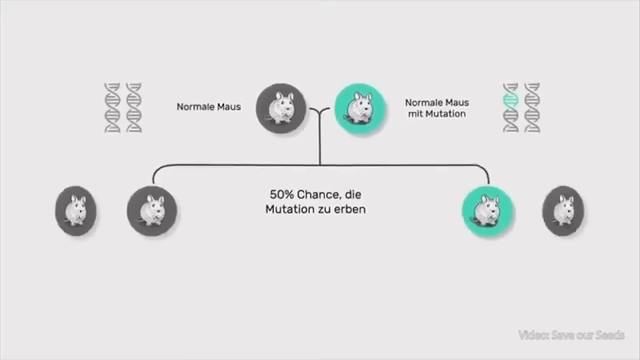 Normale Maus
Normale Maus
mit Mutation
50% Chance, die
Mutation zu erben
Video: Save our Seeds